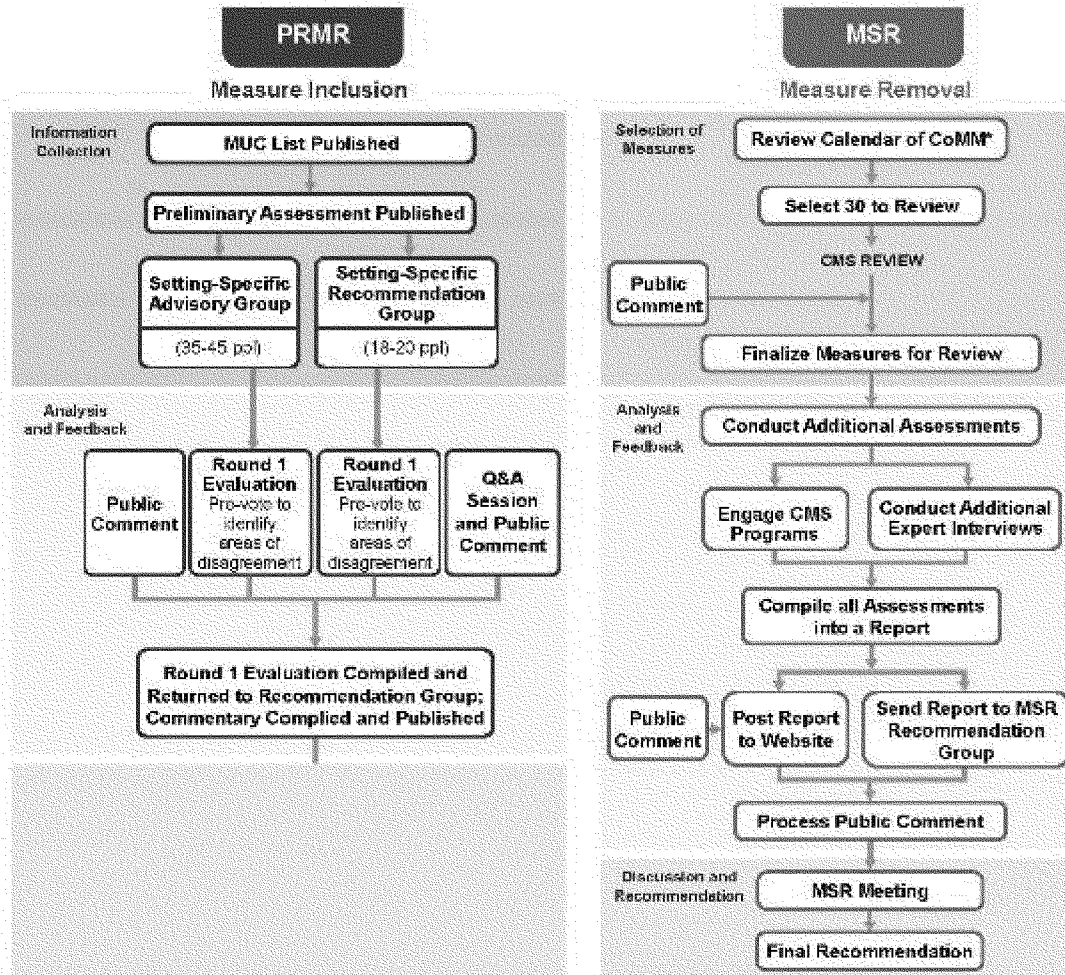 PRMR
Measure Inclusion
Information
Collection
MUC List Published
Preliminary Assessment Published
Setting-Specific
Advisory Group
(35-45 ppl)
Setting-Specific
Recommendation
Group
(18-20 ppl)
Analysis
and Feedback
Public
Comment
Round 1
Evaluation
Pre-vote to
identify
areas of
disagreement
Round 1
Evaluation
Pre-vote to
identify
areas of
disagreement
Q&A
Session
and Public
Comment
Round 1 Evaluation Compiled and
Returned to Recommendation Group;
Commentary Complied and Published
MSR
Measure Removal
Selection of
Measures
Review Calendar of CoMM*
Select 30 to Review
CMS REVIEW
Public
Comment
Finalize Measures for Review
Analysis
and
Feedback
Conduct Additional Assessments
Engage CMS
Programs
Conduct Additional
Expert Interviews
Compile all Assessments
into a Report
Public
Comment
Post Report
to Website
Send Report to MSR
Recommendation
Group
Process Public Comment
Discussion and
Recommendation
MSR Meeting
Final Recommendation